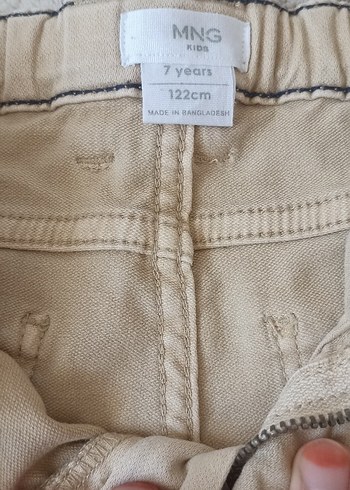 MNG
KIDS
7 years
122cm
MADE IN BANGLADESH